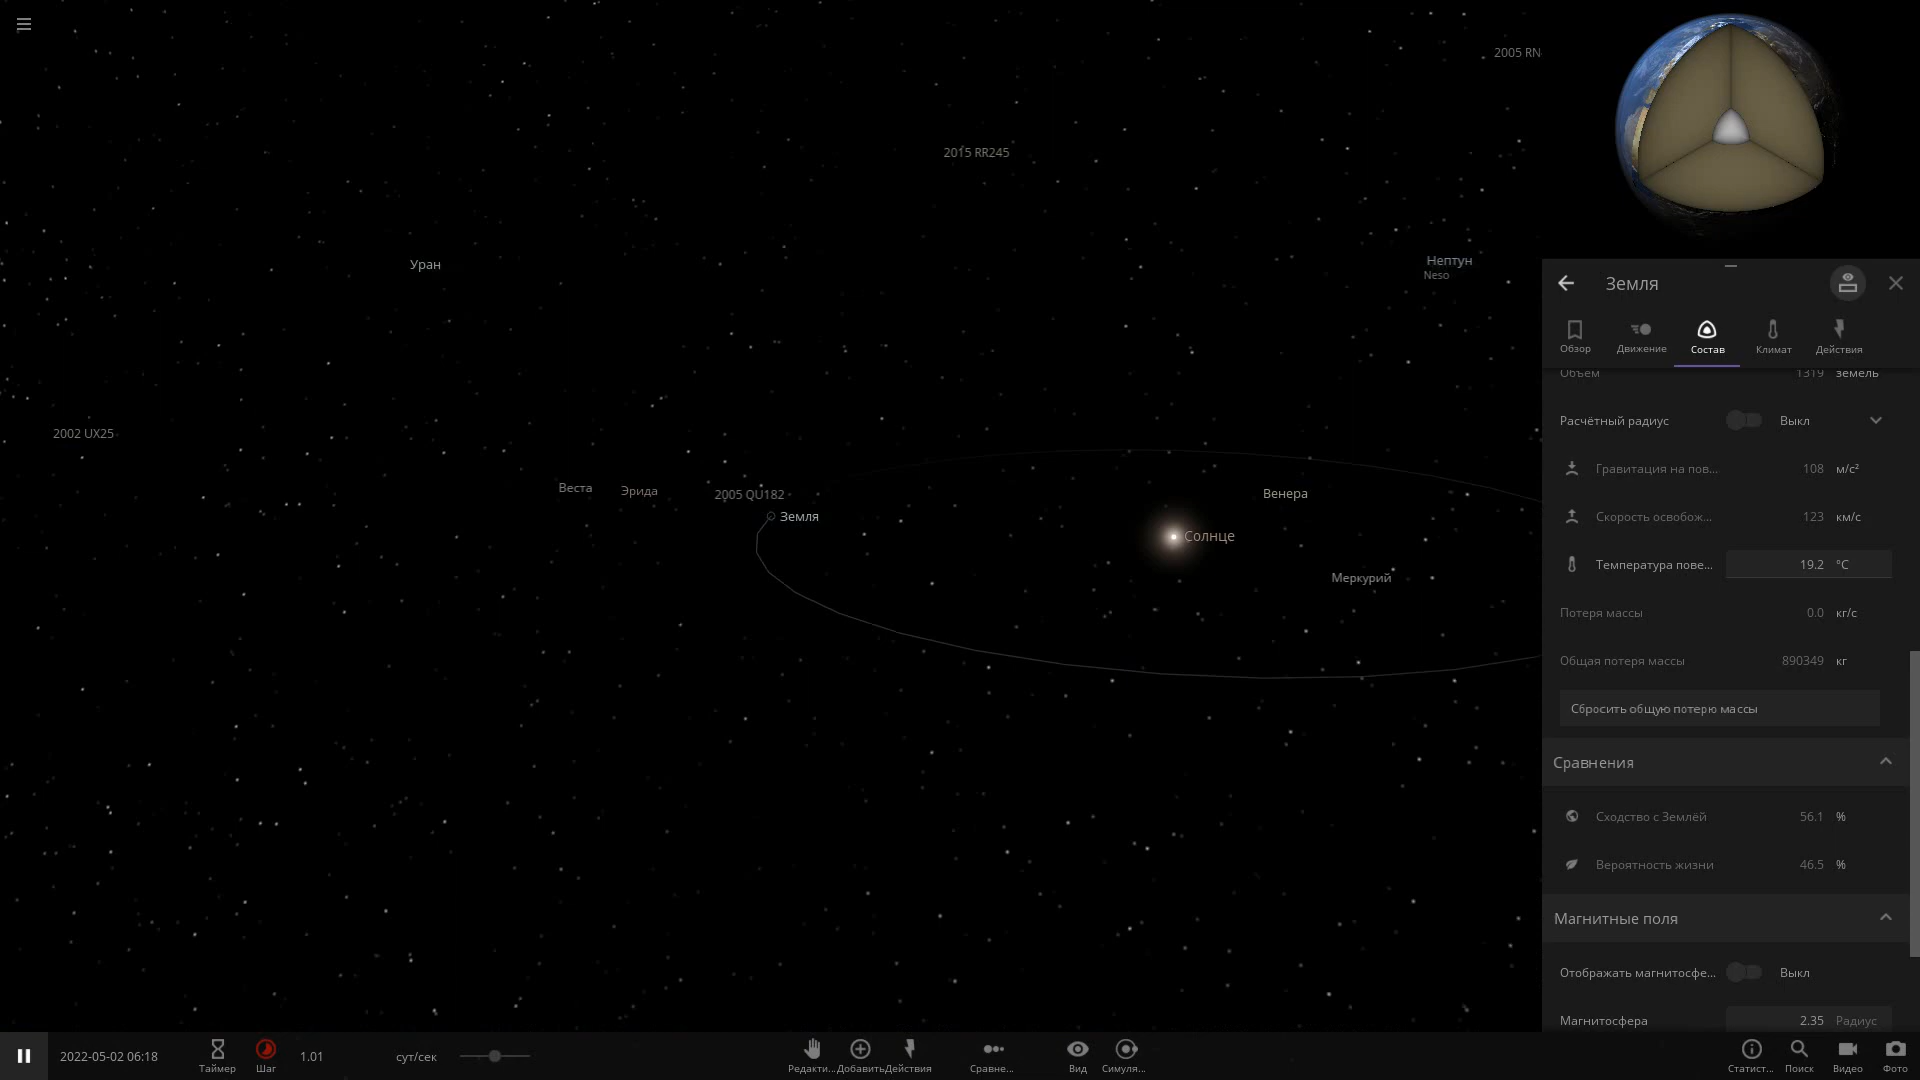 2005 RN
2015 RR245
Уран
Нептун
Neso
2002 UX25
Веста
Эрида
2005 QU182
Земля
Венера
Солнце
Меркурий
Земля
Обзор
Движение
Состав
Климат
Действия
Объём 1319 земель
Расчётный радиус Выкл
Гравитация на пов... 108 м/с²
Скорость освобож... 123 км/с
Температура пове... 19.2 °C
Потеря массы 0.0 кг/с
Общая потеря массы 890349 кг
Сбросить общую потерю массы
Сравнения
Сходство с Землёй 56.1 %
Вероятность жизни 46.5 %
Магнитные поля
Отображать магнитосфе... Выкл
Магнитосфера 2.35 Радиус
2022-05-02 06:18
Таймер
Шаг
1.01
сут/сек
Редакти...
Добавить
Действия
Сравне...
Вид
Симуля...
Статист...
Поиск
Видео
Фото